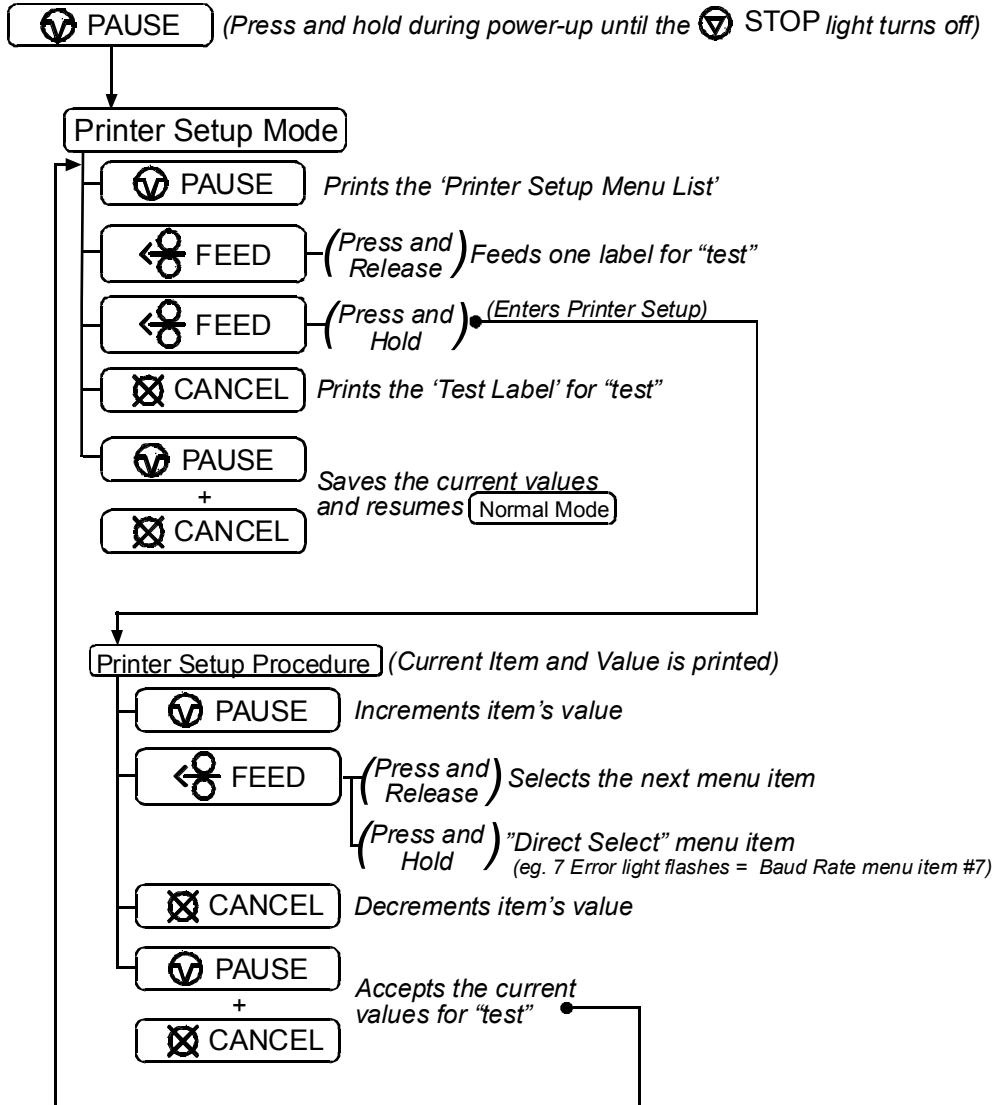 PAUSE (Press and hold during power-up until the STOP light turns off)
Printer Setup Mode
PAUSE Prints the ‘Printer Setup Menu List’
FEED (Press and Release) Feeds one label for “test”
FEED (Press and Hold) (Enters Printer Setup)
CANCEL Prints the ‘Test Label’ for “test”
PAUSE
+
CANCEL
Saves the current values
and resumes Normal Mode
Printer Setup Procedure (Current Item and Value is printed)
PAUSE Increments item’s value
FEED (Press and Release) Selects the next menu item
(Press and Hold) ”Direct Select” menu item
(eg. 7 Error light flashes = Baud Rate menu item #7)
CANCEL Decrements item’s value
PAUSE
+
CANCEL
Accepts the current
values for “test”